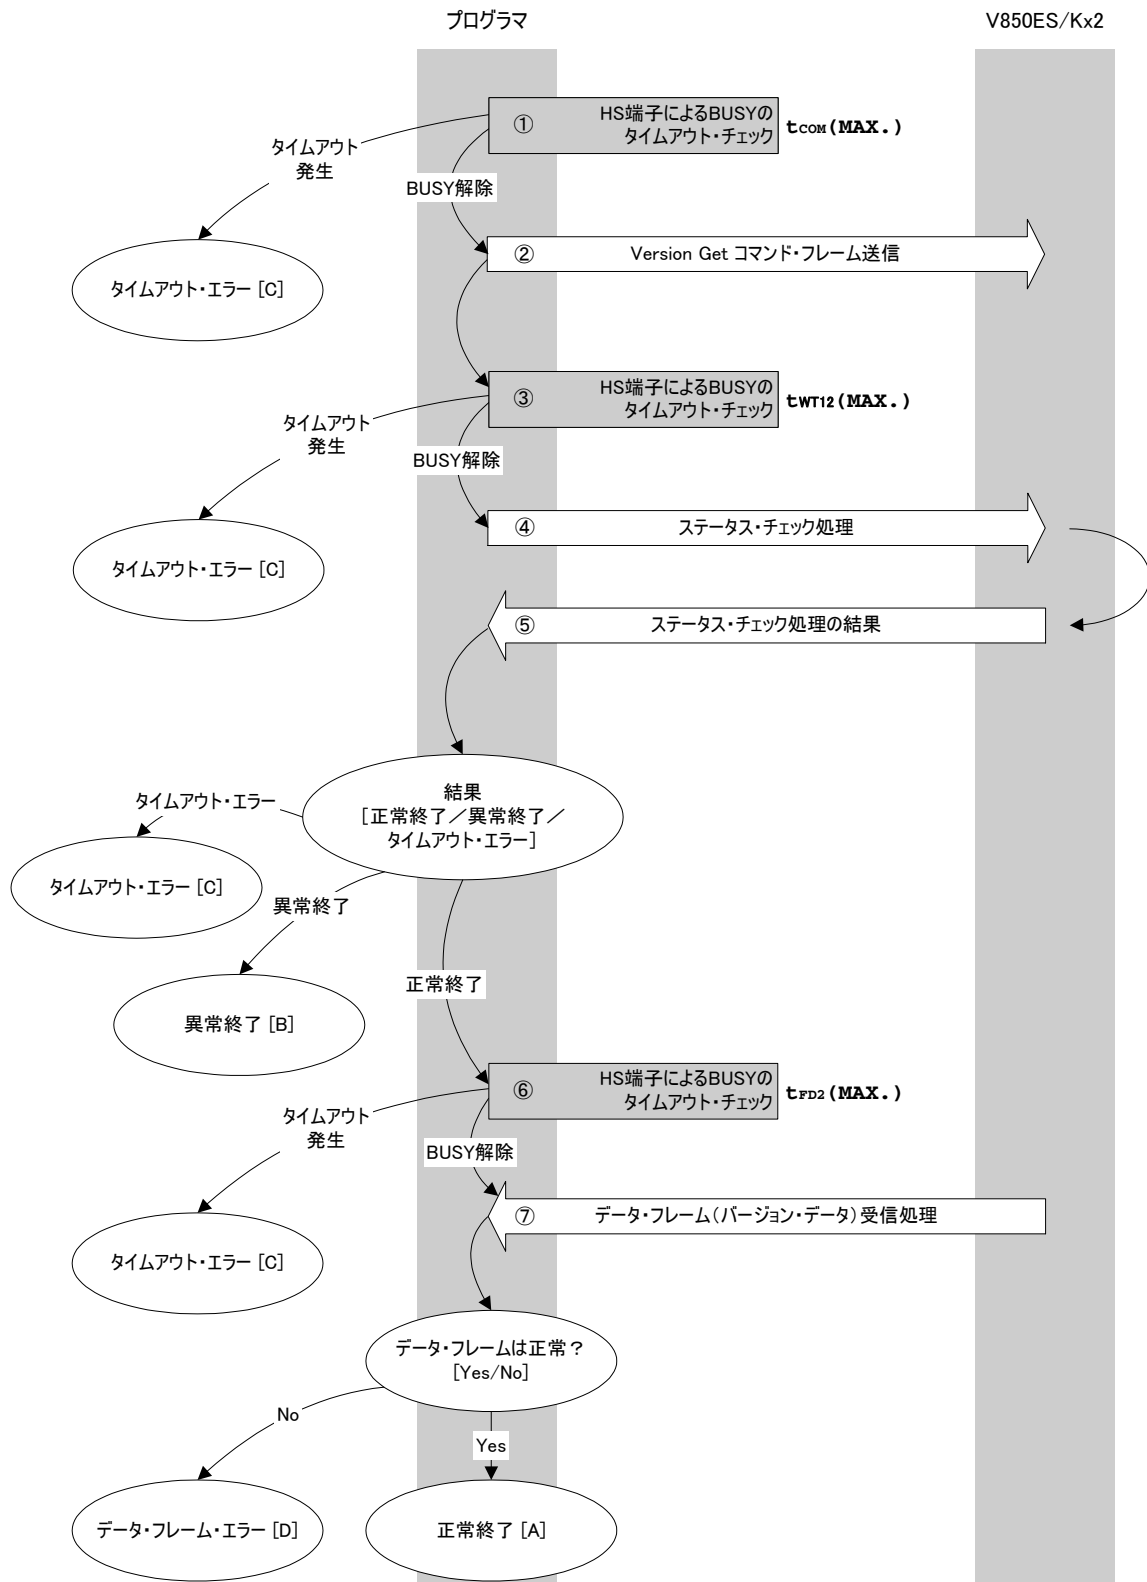 プログラマ
V850ES/Kx2
① HS端子によるBUSYの
タイムアウト・チェック
tCOM(MAX.)
タイムアウト
発生
BUSY解除
② Version Get コマンド・フレーム送信
タイムアウト・エラー [C]
③ HS端子によるBUSYの
タイムアウト・チェック
tWT12(MAX.)
タイムアウト
発生
BUSY解除
④ ステータス・チェック処理
タイムアウト・エラー [C]
⑤ ステータス・チェック処理の結果
結果
[正常終了／異常終了／
タイムアウト・エラー]
タイムアウト・エラー
タイムアウト・エラー [C]
異常終了
正常終了
異常終了 [B]
⑥ HS端子によるBUSYの
タイムアウト・チェック
tFD2(MAX.)
タイムアウト
発生
BUSY解除
⑦ データ・フレーム（バージョン・データ）受信処理
タイムアウト・エラー [C]
データ・フレームは正常？
[Yes/No]
No
Yes
データ・フレーム・エラー [D]
正常終了 [A]